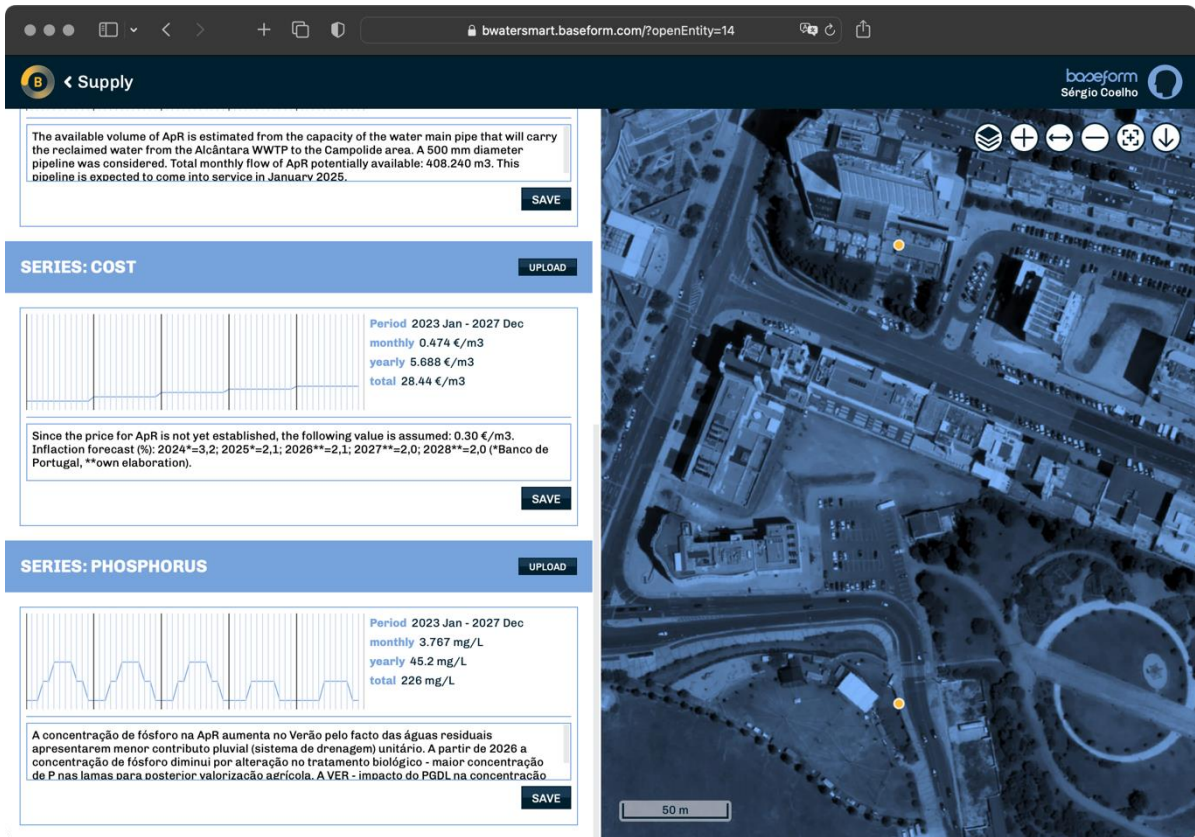 bwatersmart.baseform.com/?openEntity=14
B
Supply
baseform
Sérgio Coelho
The available volume of ApR is estimated from the capacity of the water main pipe that will carry
the reclaimed water from the Alcântara WWTP to the Campolide area. A 500 mm diameter
pipeline was considered. Total monthly flow of ApR potentially available: 408.240 m3. This
pipeline is expected to come into service in January 2025.
SAVE
SERIES: COST
UPLOAD
Period 2023 Jan - 2027 Dec
monthly 0.474 €/m3
yearly 5.688 €/m3
total 28.44 €/m3
Since the price for ApR is not yet established, the following value is assumed: 0.30 €/m3.
Inflaction forecast (%): 2024*=3,2; 2025*=2,1; 2026**=2,1; 2027**=2,0; 2028**=2,0 (*Banco de
Portugal, **own elaboration).
SAVE
SERIES: PHOSPHORUS
UPLOAD
Period 2023 Jan - 2027 Dec
monthly 3.767 mg/L
yearly 45.2 mg/L
total 226 mg/L
A concentração de fósforo na ApR aumenta no Verão pelo facto das águas residuais
apresentarem menor contributo pluvial (sistema de drenagem) unitário. A partir de 2026 a
concentração de fósforo diminui por alteração no tratamento biológico - maior concentração
de P nas lamas para posterior valorização agrícola. A VER - impacto do PGDL na concentração
SAVE
50 m